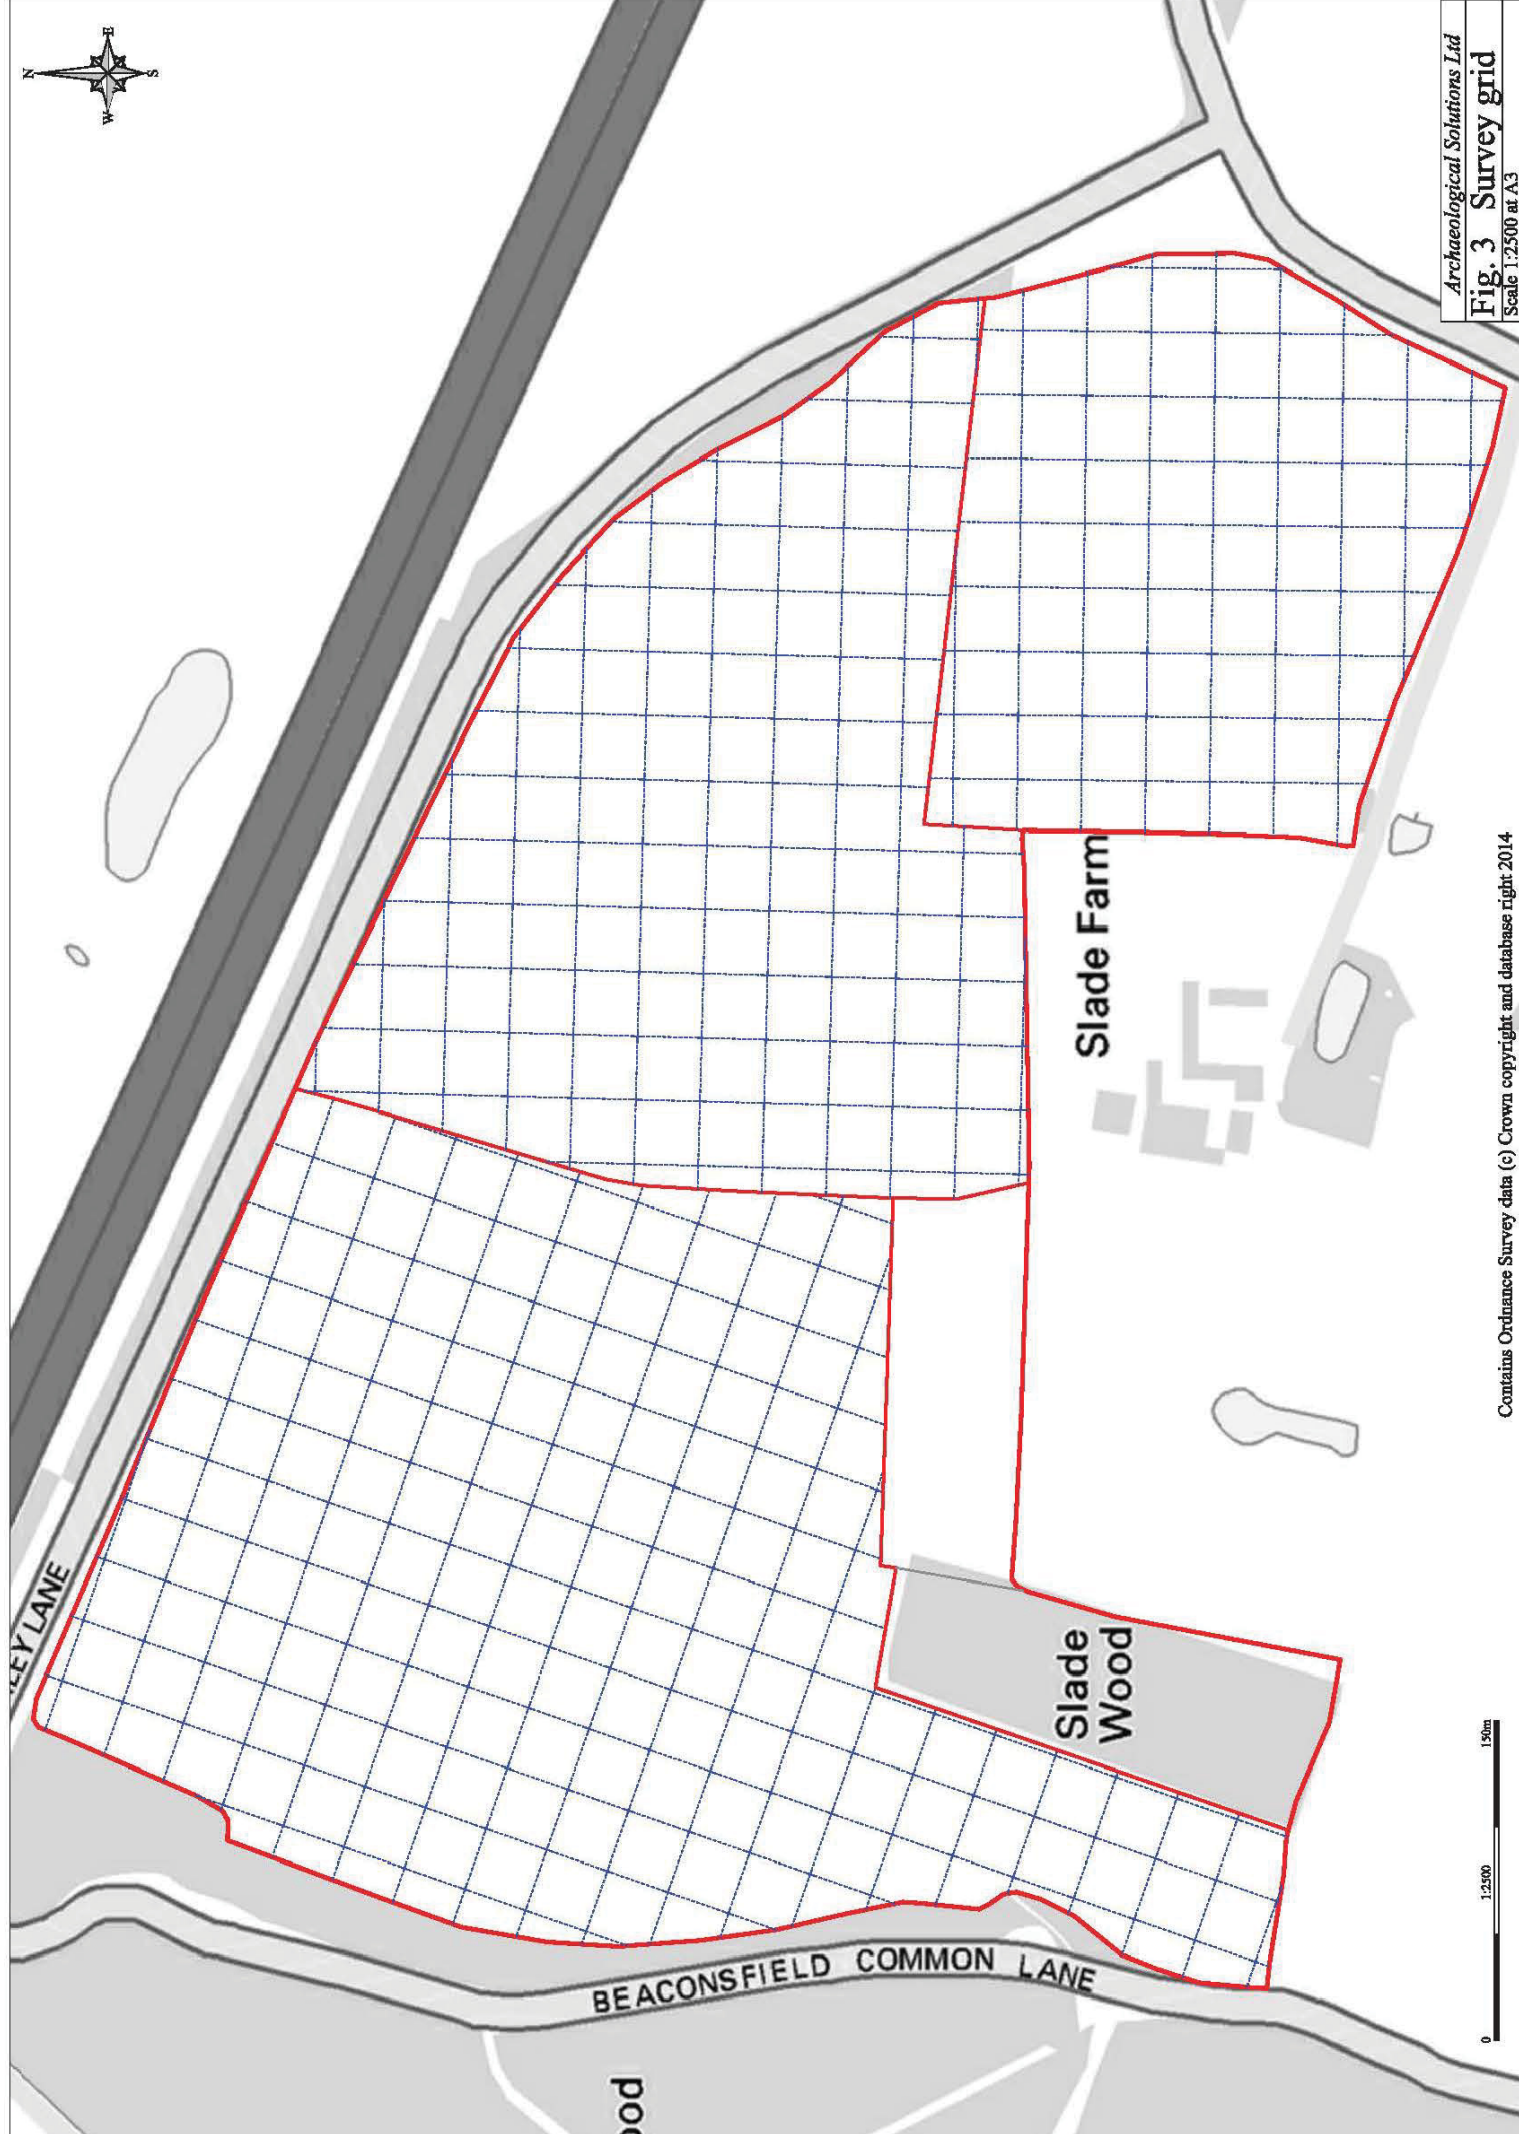 N
E
S
W
LEY LANE
BEACONSFIELD COMMON LANE
Slade
Wood
Slade Farm
ood
0
1:2500
150m
Contains Ordnance Survey data (c) Crown copyright and database right 2014
Archaeological Solutions Ltd
Fig. 3 Survey grid
Scale 1:2500 at A3